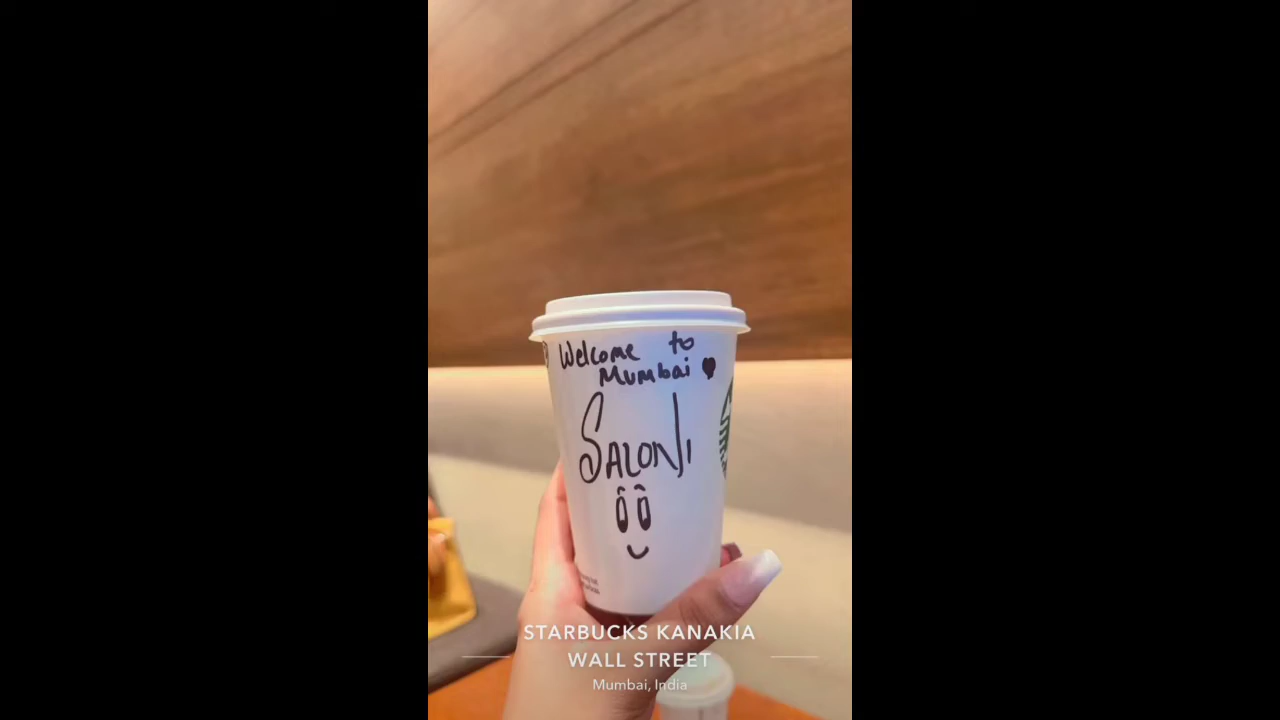 Welcome to
Mumbai
SALONI
STARBUCKS KANAKIA
WALL STREET
Mumbai, India